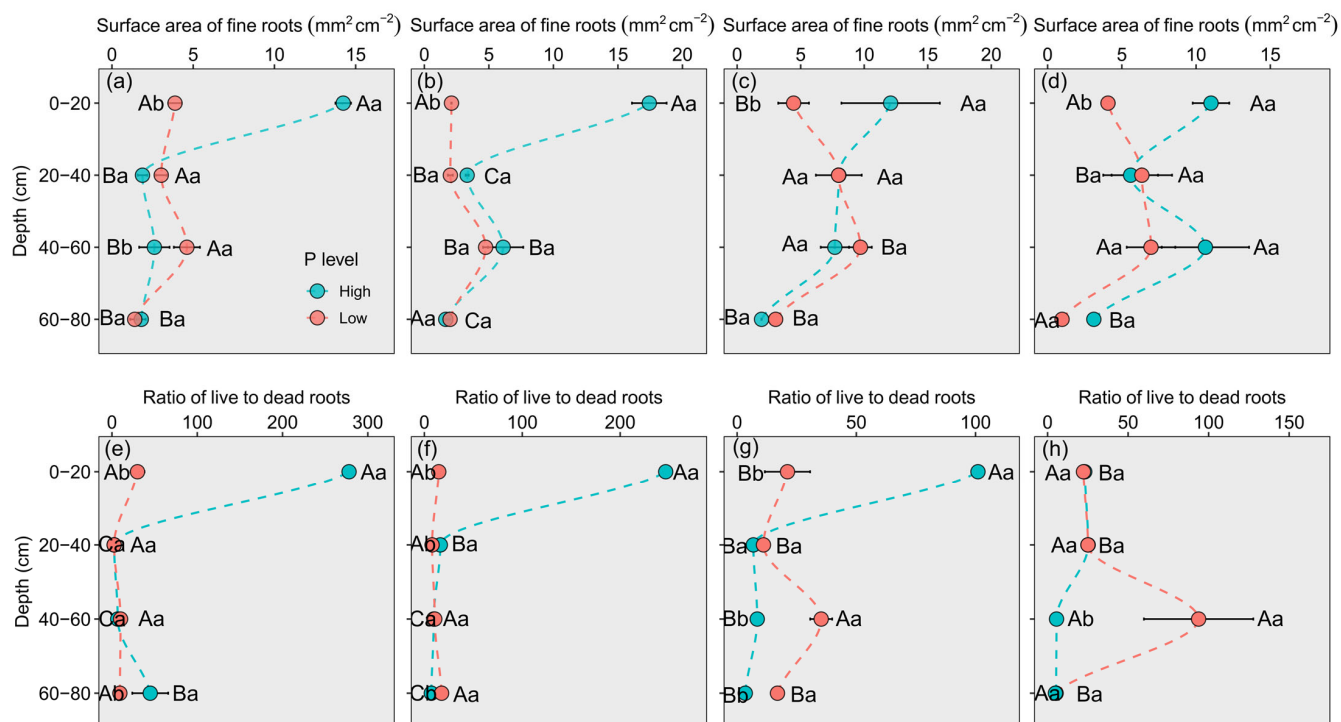 Surface area of fine roots (mm² cm⁻²) Surface area of fine roots (mm² cm⁻²) Surface area of fine roots (mm² cm⁻²) Surface area of fine roots (mm² cm⁻²)
0 5 10 15 0 5 10 15 20 0 5 10 15 20 0 5 10 15
(a) (b) (c) (d)
0−20 Ab Aa Ab Aa Bb Aa Ab Aa
20−40 Ba Aa Ba Ca Aa Aa Ba Aa
40−60 Bb Aa Ba Ba Aa Ba Aa Aa
P level
High
Low
60−80 Ba Ba Aa Ca Ba Ba Aa Ba
Depth (cm)
Ratio of live to dead roots Ratio of live to dead roots Ratio of live to dead roots Ratio of live to dead roots
0 100 200 300 0 100 200 0 50 100 0 50 100 150
(e) (f) (g) (h)
0−20 Ab Aa Ab Aa Bb Aa Aa Ba
20−40 Ca Aa Ab Ba Ba Ba Aa Ba
40−60 Ca Aa Ca Aa Bb Aa Ab Aa
60−80 Ab Ba Cb Aa Bb Ba Aa Ba
Depth (cm)